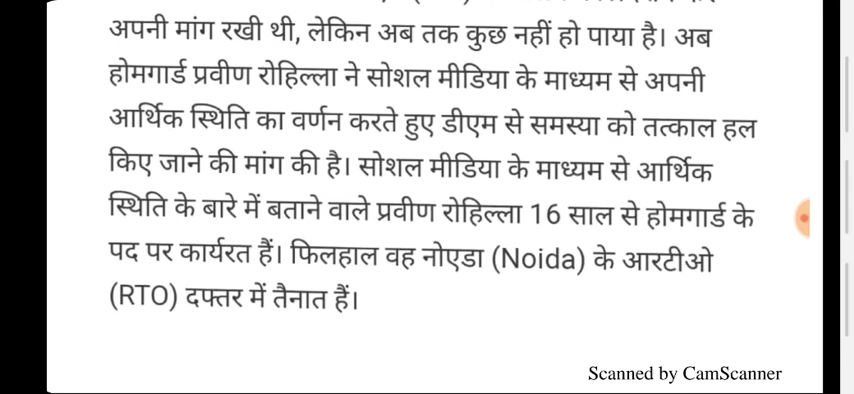 अपनी मांग रखी थी, लेकिन अब तक कुछ नहीं हो पाया है। अब
होमगार्ड प्रवीण रोहिल्ला ने सोशल मीडिया के माध्यम से अपनी
आर्थिक स्थिति का वर्णन करते हुए डीएम से समस्या को तत्काल हल
किए जाने की मांग की है। सोशल मीडिया के माध्यम से आर्थिक
स्थिति के बारे में बताने वाले प्रवीण रोहिल्ला 16 साल से होमगार्ड के
पद पर कार्यरत हैं। फिलहाल वह नोएडा (Noida) के आरटीओ
(RTO) दफ्तर में तैनात हैं।
Scanned by CamScanner